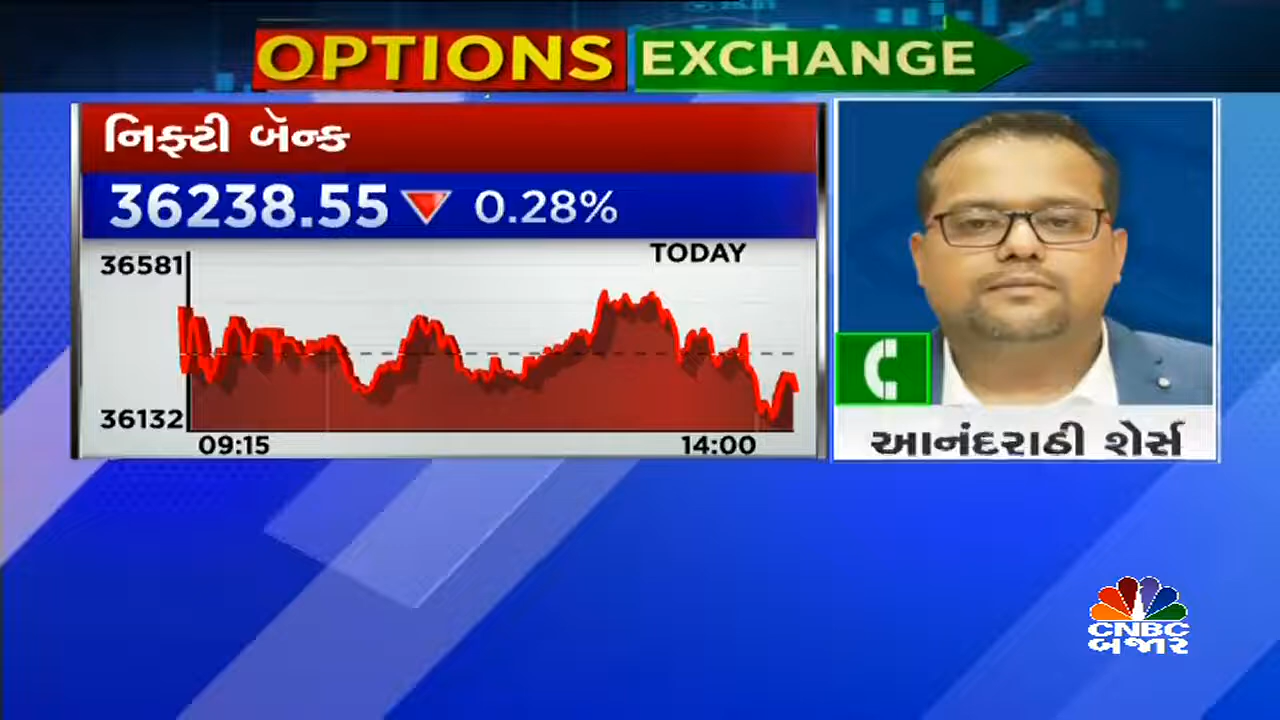 OPTIONS EXCHANGE
નિફ્ટી બૅન્ક
36238.55 0.28%
TODAY
36581
36132
09:15 14:00
આનંદરાઠી શેર્સ
CNBC
બજાર